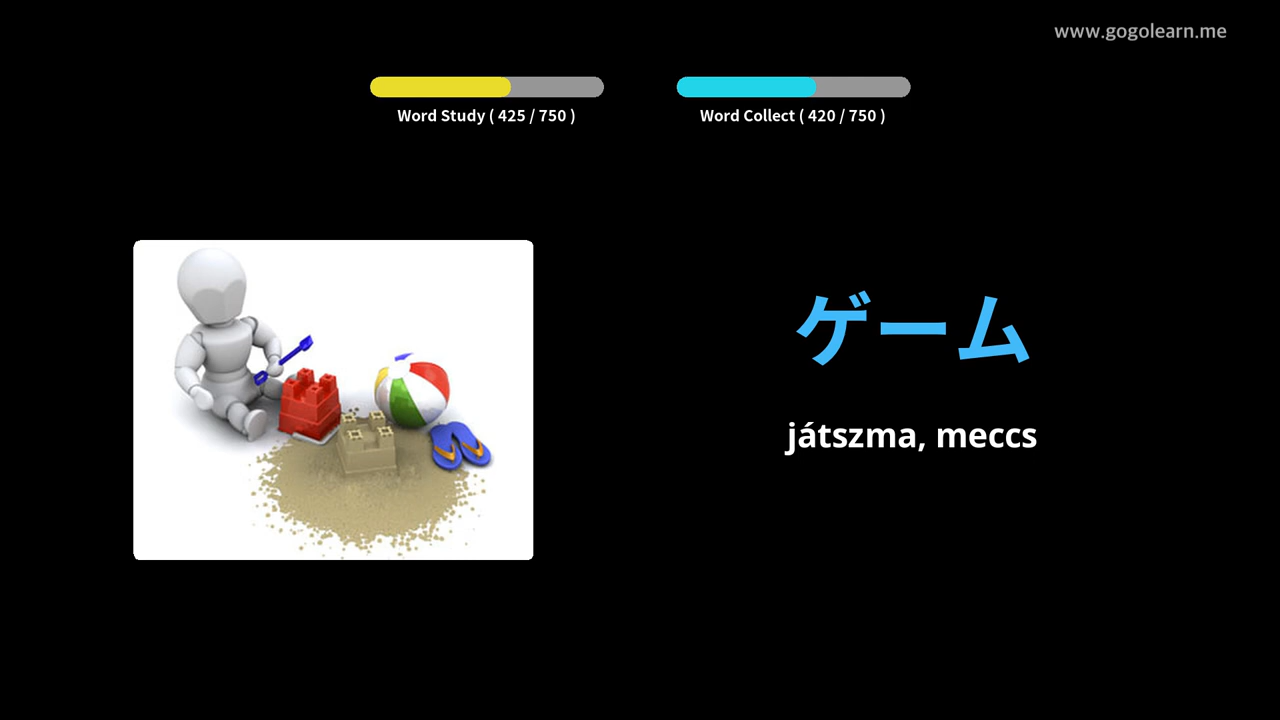 www.gogolearn.me
Word Study ( 425 / 750 )
Word Collect ( 420 / 750 )
ゲーム
játszma, meccs